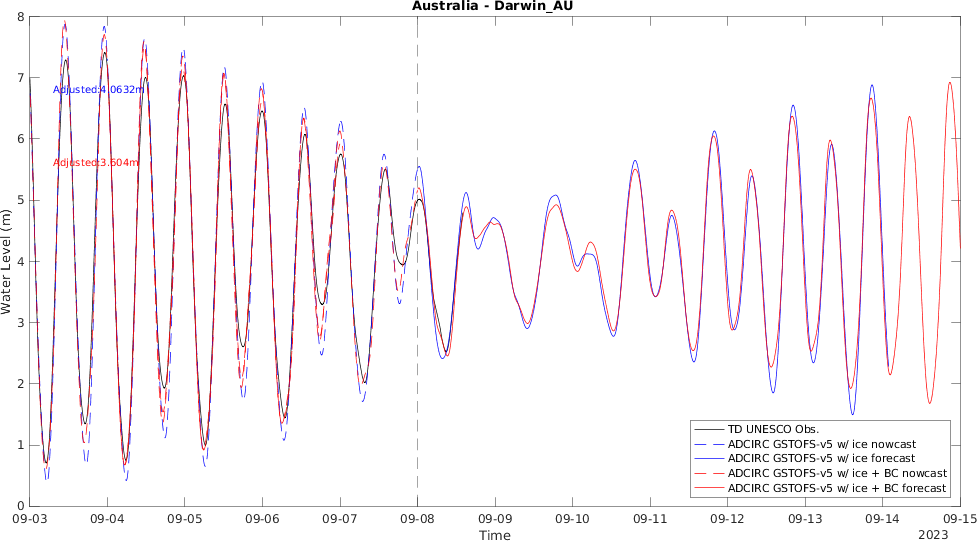 Australia - Darwin_AU
8
7
6
5
4
3
2
1
0
Water Level (m)
Adjusted:4.0632m
Adjusted:3.604m
TD UNESCO Obs.
ADCIRC GSTOFS-v5 w/ ice nowcast
ADCIRC GSTOFS-v5 w/ ice forecast
ADCIRC GSTOFS-v5 w/ ice + BC nowcast
ADCIRC GSTOFS-v5 w/ ice + BC forecast
09-03 09-04 09-05 09-06 09-07 09-08 09-09 09-10 09-11 09-12 09-13 09-14 09-15
Time
2023